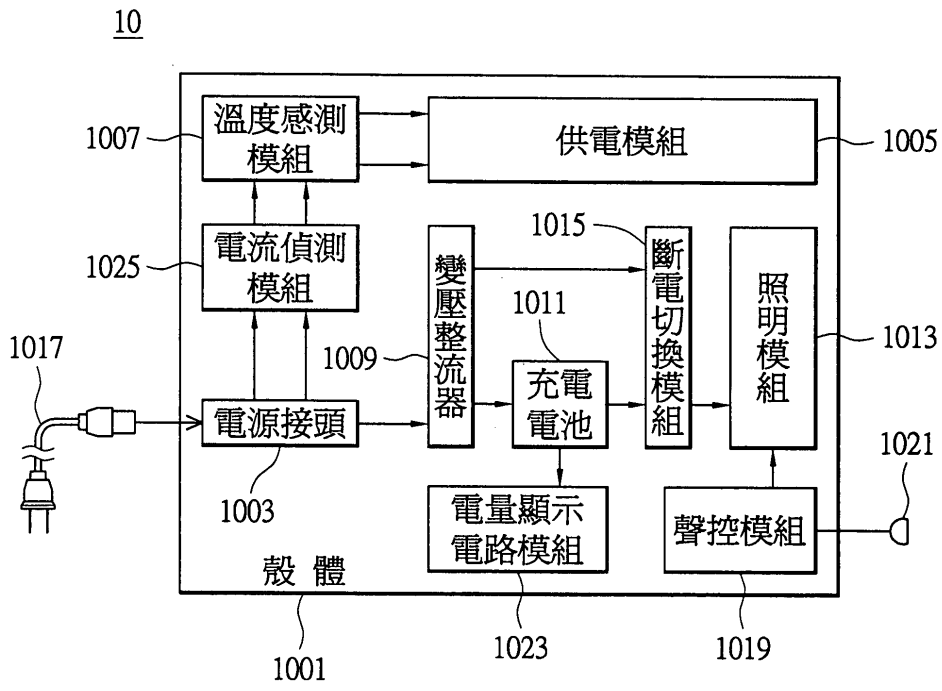 10
溫度感測
模組
1007
供電模組
1005
電流偵測
模組
1025
變壓整流器
1009
1015
斷電切換模組
照明模組
1013
1011
充電
電池
1017
電源接頭
1003
電量顯示
電路模組
1023
聲控模組
1019
1021
殼體
1001